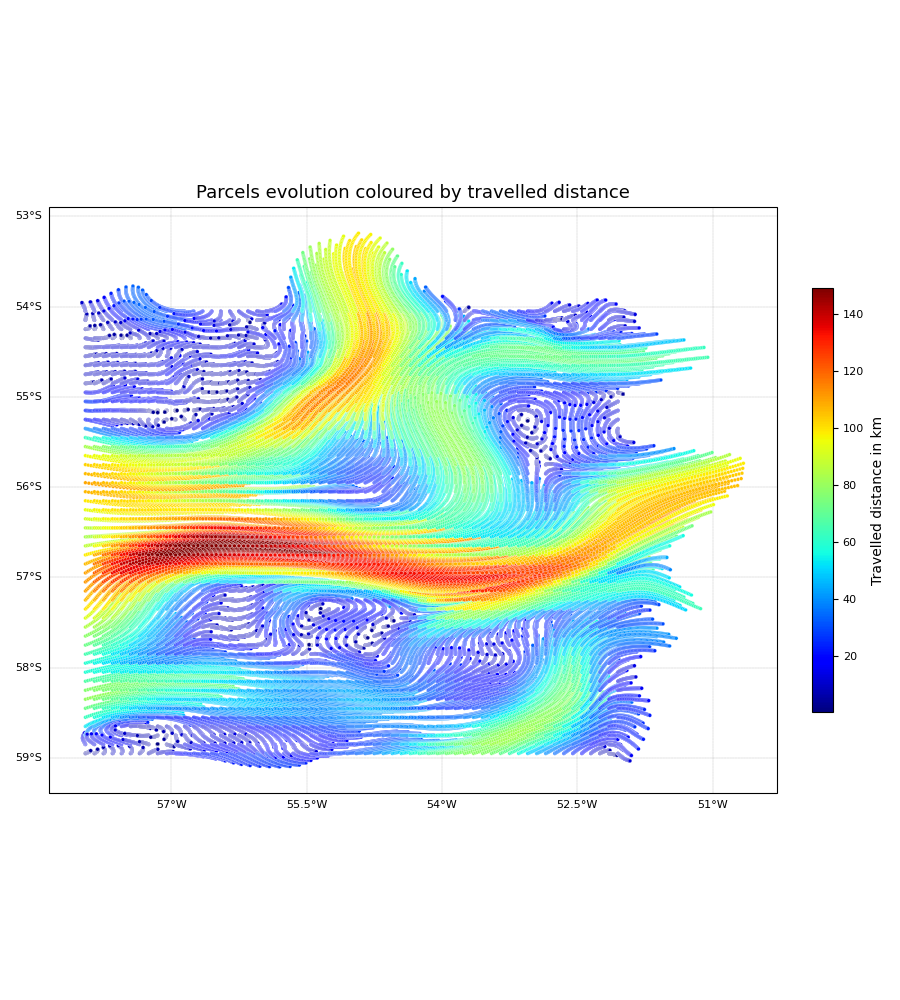 Parcels evolution coloured by travelled distance
53°S
54°S
55°S
56°S
57°S
58°S
59°S
57°W
55.5°W
54°W
52.5°W
51°W
140
120
100
80
60
40
20
Travelled distance in km